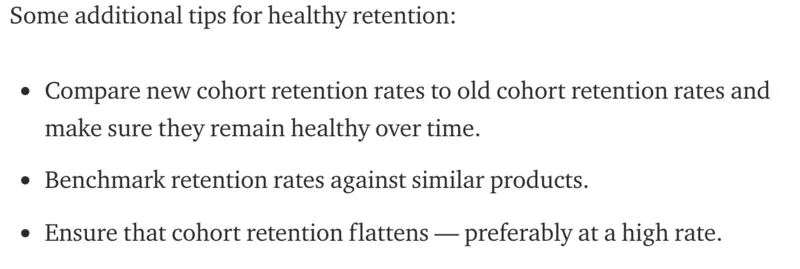 Some additional tips for healthy retention:
• Compare new cohort retention rates to old cohort retention rates and
make sure they remain healthy over time.
• Benchmark retention rates against similar products.
• Ensure that cohort retention flattens — preferably at a high rate.